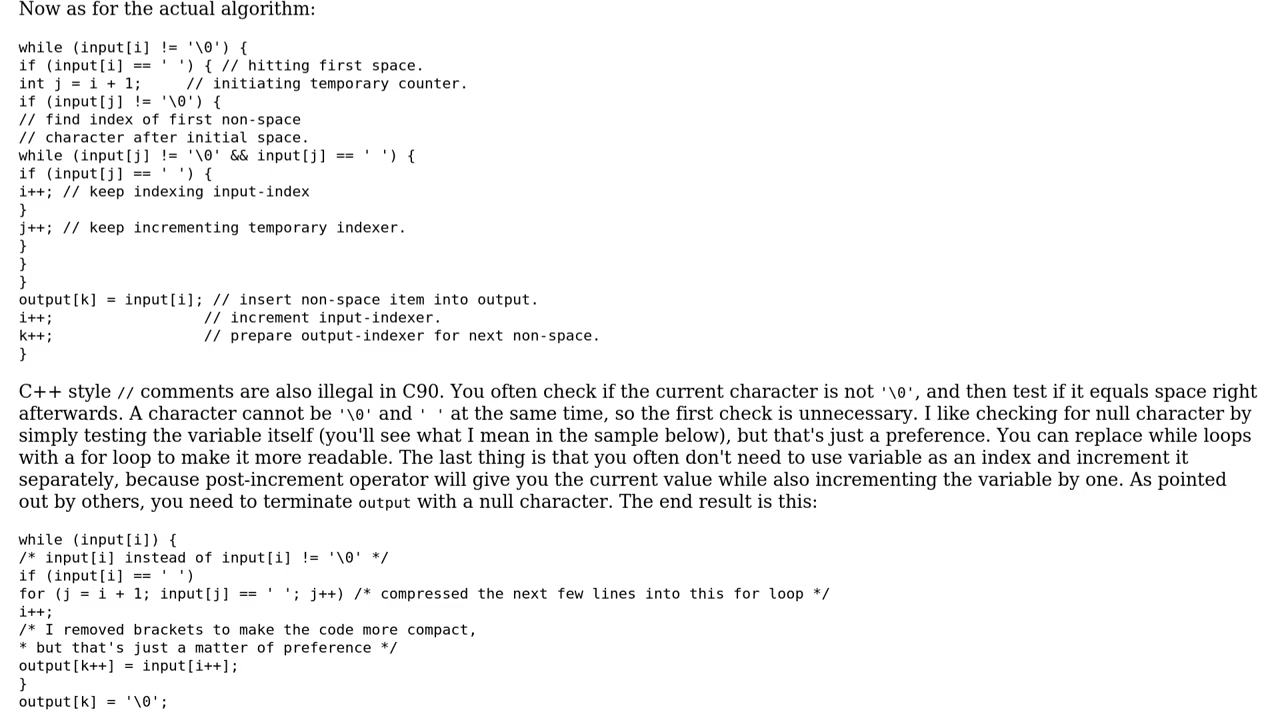 Now as for the actual algorithm:
while (input[i] != '\0') {
if (input[i] == ' ') { // hitting first space.
int j = i + 1;     // initiating temporary counter.
if (input[j] != '\0') {
// find index of first non-space
// character after initial space.
while (input[j] != '\0' && input[j] == ' ') {
if (input[j] == ' ') {
i++; // keep indexing input-index
}
j++; // keep incrementing temporary indexer.
}
}
}
output[k] = input[i]; // insert non-space item into output.
i++;                 // increment input-indexer.
k++;                 // prepare output-indexer for next non-space.
}
C++ style // comments are also illegal in C90. You often check if the current character is not '\0', and then test if it equals space right
afterwards. A character cannot be '\0' and ' ' at the same time, so the first check is unnecessary. I like checking for null character by
simply testing the variable itself (you'll see what I mean in the sample below), but that's just a preference. You can replace while loops
with a for loop to make it more readable. The last thing is that you often don't need to use variable as an index and increment it
separately, because post-increment operator will give you the current value while also incrementing the variable by one. As pointed
out by others, you need to terminate output with a null character. The end result is this:
while (input[i]) {
/* input[i] instead of input[i] != '\0' */
if (input[i] == ' ')
for (j = i + 1; input[j] == ' '; j++) /* compressed the next few lines into this for loop */
i++;
/* I removed brackets to make the code more compact,
* but that's just a matter of preference */
output[k++] = input[i++];
}
output[k] = '\0';